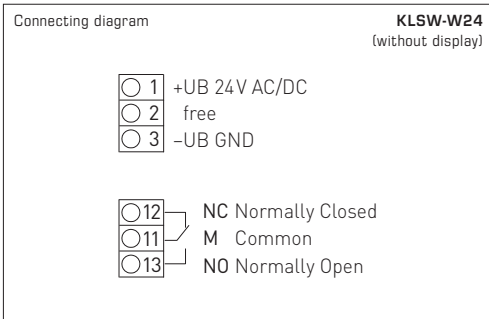 Connecting diagram
KLSW-W24
(without display)
1 +UB 24V AC/DC
2 free
3 –UB GND
12 NC Normally Closed
11 M Common
13 NO Normally Open